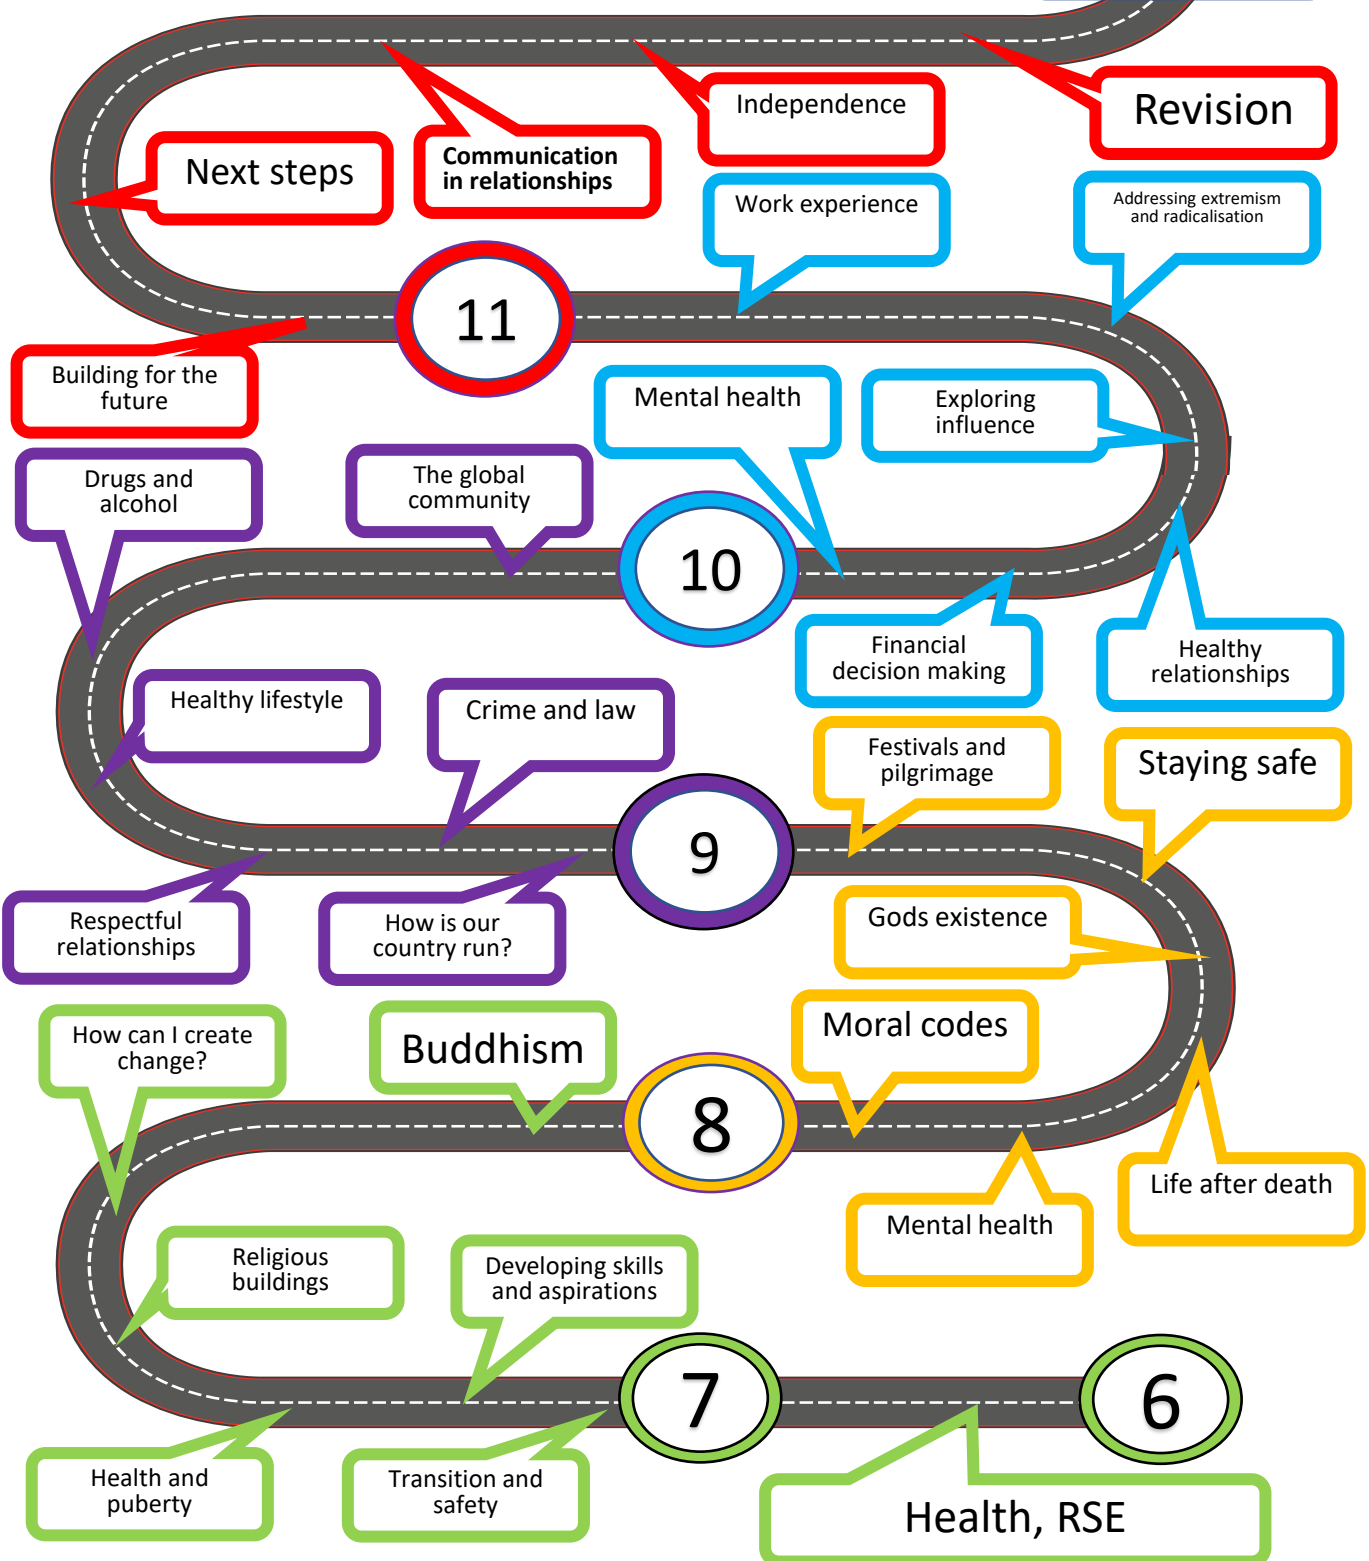 Independence
Revision
Communication
in relationships
Next steps
Work experience
Addressing extremism
and radicalisation
11
Building for the
future
Mental health
Exploring
influence
Drugs and
alcohol
The global
community
10
Financial
decision making
Healthy
relationships
Healthy lifestyle
Crime and law
Festivals and
pilgrimage
Staying safe
9
Respectful
relationships
How is our
country run?
Gods existence
How can I create
change?
Buddhism
Moral codes
8
Life after death
Mental health
Religious
buildings
Developing skills
and aspirations
7
6
Health and
puberty
Transition and
safety
Health, RSE